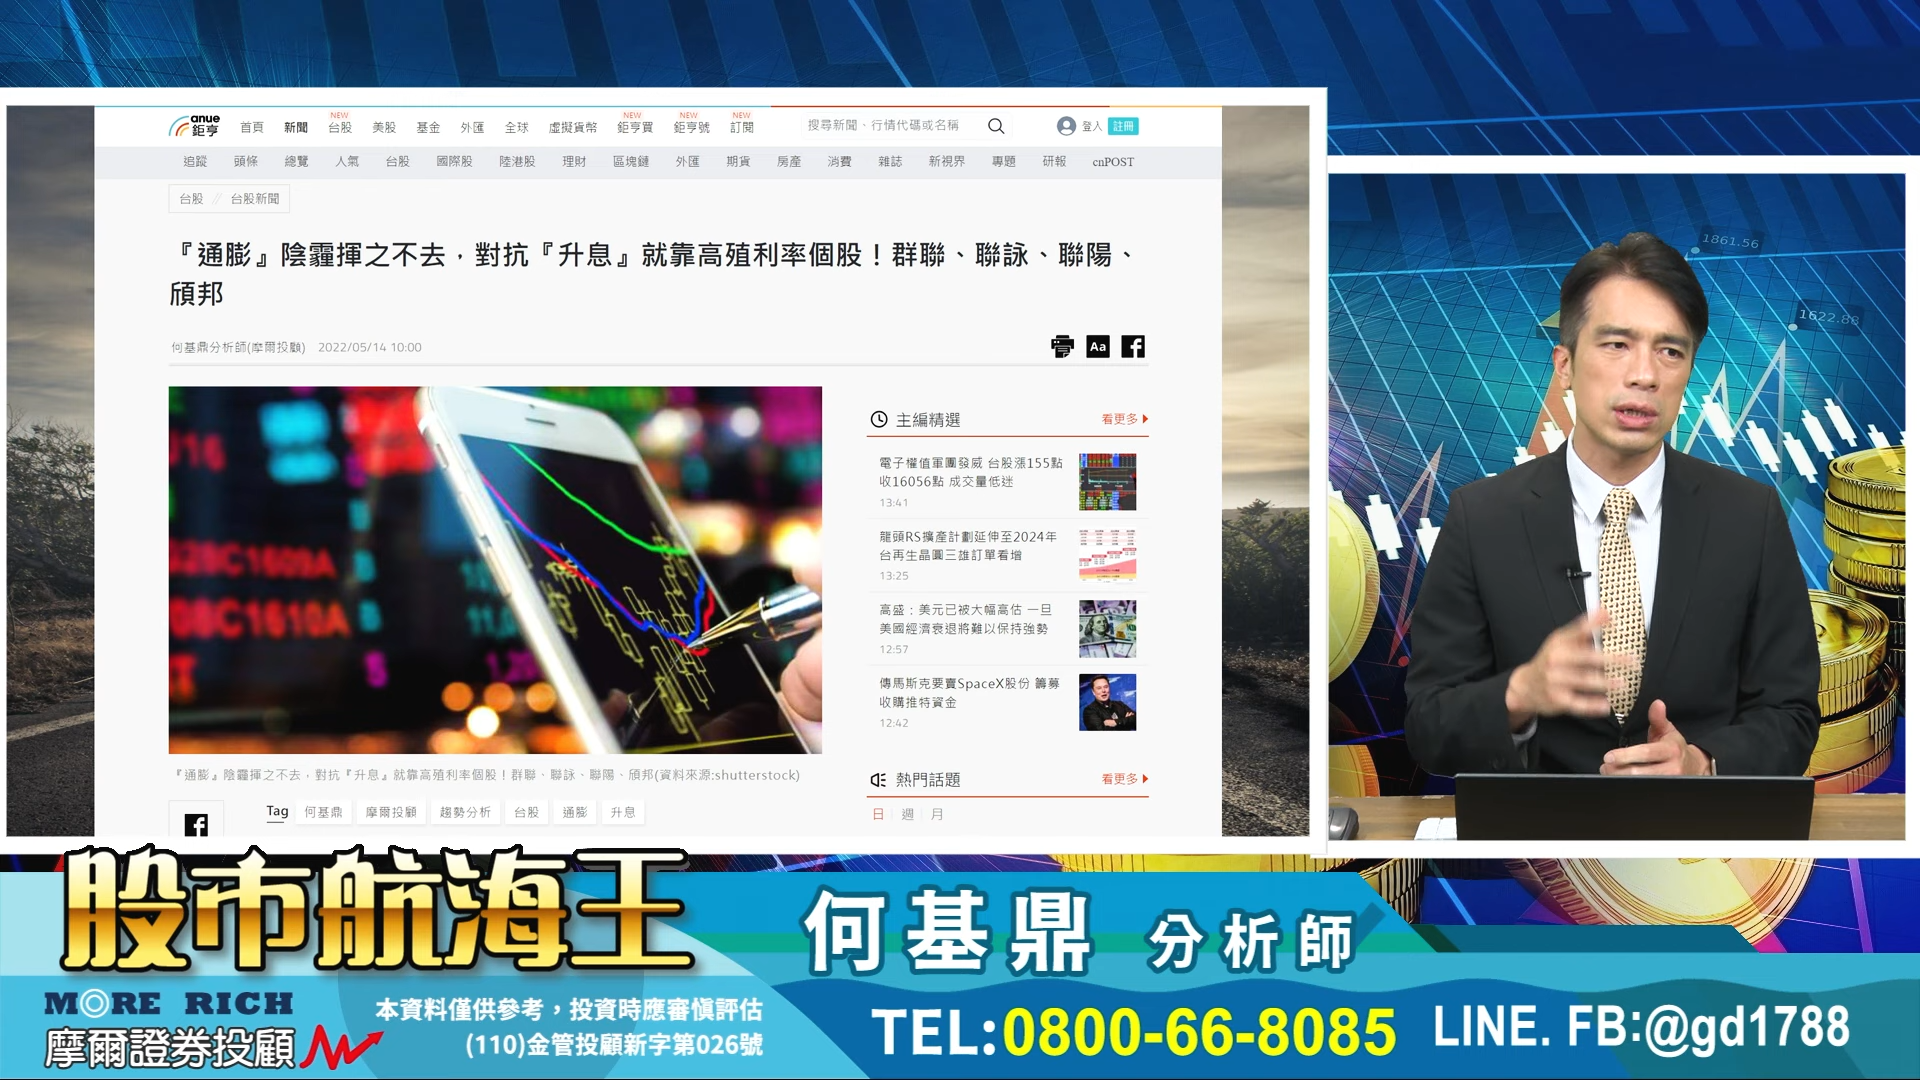 anue
鉅亨
首頁
新聞
NEW
台股
美股
基金
外匯
全球
虛擬貨幣
NEW
鉅亨買
NEW
鉅亨號
NEW
訂閱
搜尋新聞、行情代碼或名稱
登入
註冊
追蹤
頭條
總覽
人氣
台股
國際股
陸港股
理財
區塊鏈
外匯
期貨
房產
消費
雜誌
新視界
專題
研報
cnPOST
台股 // 台股新聞
『通膨』陰霾揮之不去，對抗『升息』就靠高殖利率個股！群聯、聯詠、聯陽、
頎邦
何基鼎分析師(摩爾投顧) 2022/05/14 10:00
Aa
主編精選
看更多
電子權值軍團發威 台股漲155點
收16056點 成交量低迷
13:41
龍頭RS擴產計劃延伸至2024年
台再生晶圓三雄訂單看增
13:25
高盛：美元已被大幅高估 一旦
美國經濟衰退將難以保持強勢
12:57
傳馬斯克要賣SpaceX股份 籌募
收購推特資金
12:42
『通膨』陰霾揮之不去，對抗『升息』就靠高殖利率個股！群聯、聯詠、聯陽、頎邦(資料來源:shutterstock)
熱門話題
看更多
日
週
月
Tag
何基鼎
摩爾投顧
趨勢分析
台股
通膨
升息
1861.56
1622.88
股市航海王
MORE RICH
摩爾證券投顧
本資料僅供參考，投資時應審慎評估
(110)金管投顧新字第026號
何基鼎 分析師
TEL:0800-66-8085
LINE. FB:@gd1788